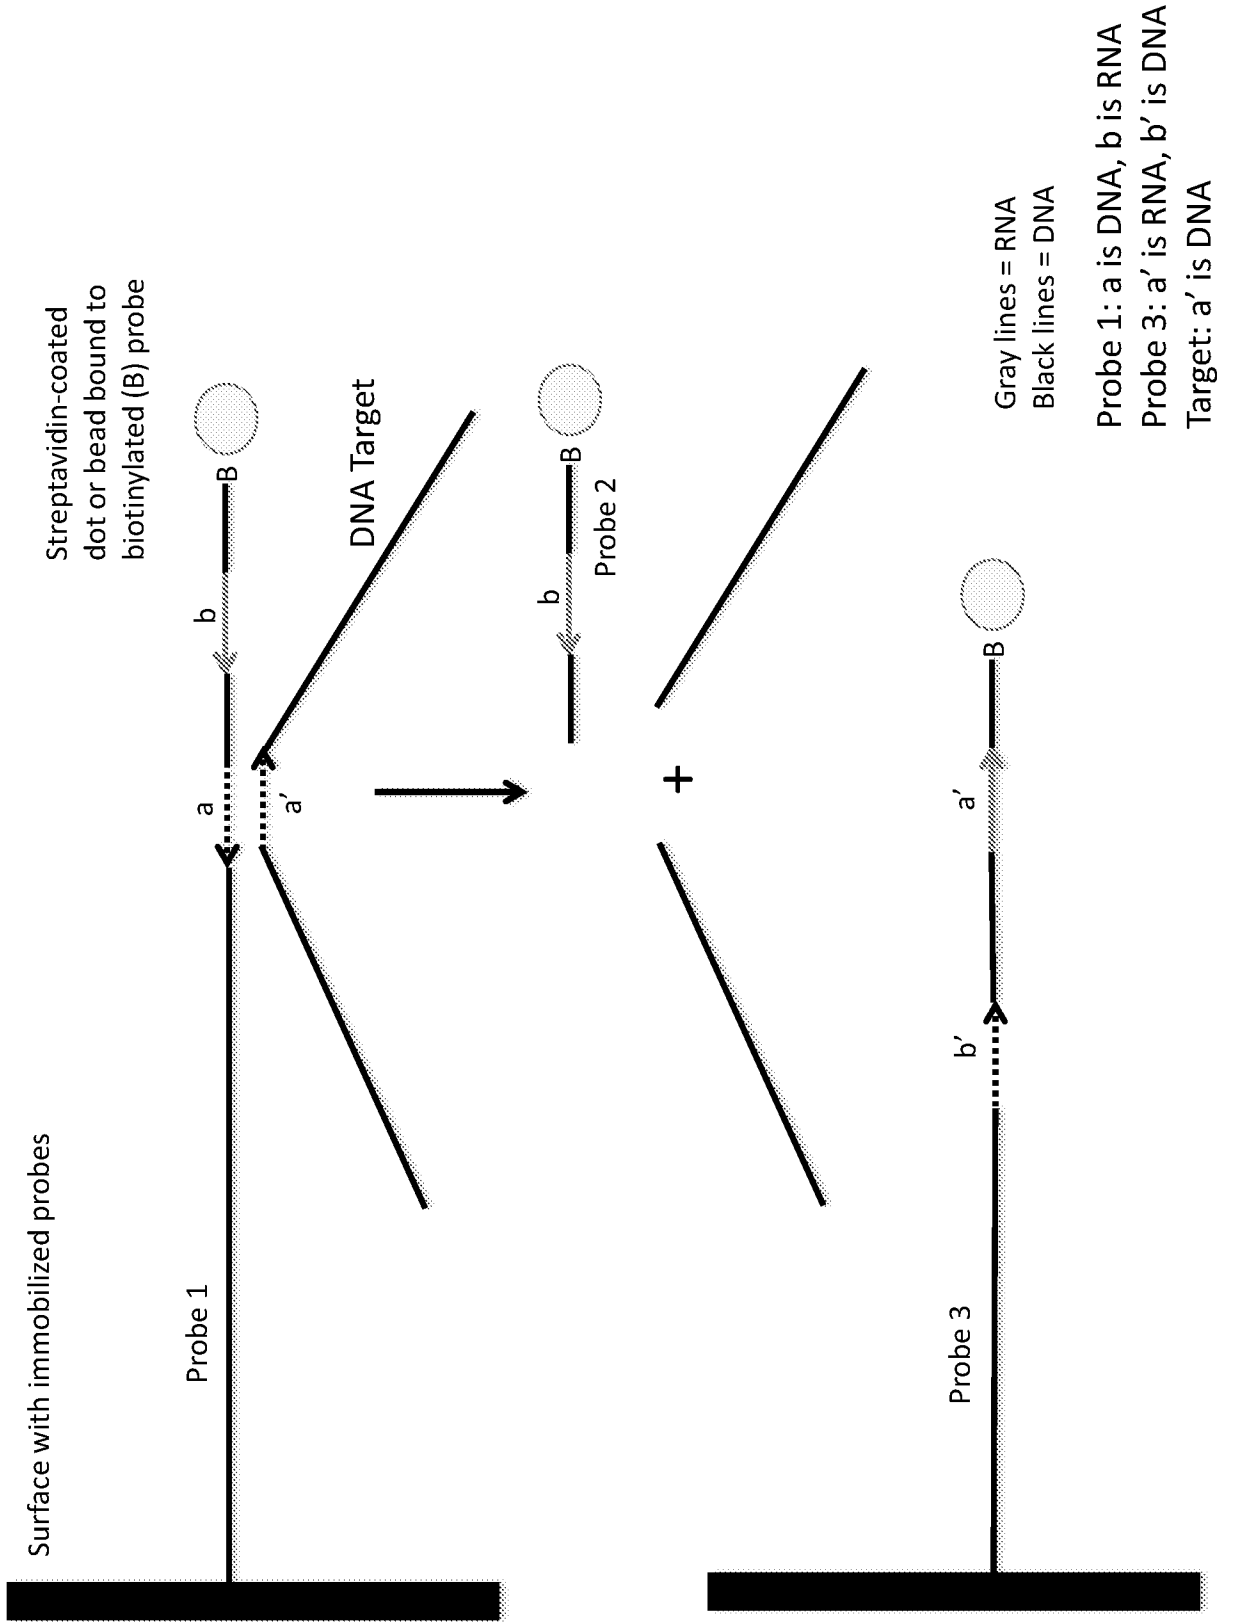 Surface with immobilized probes
Streptavidin-coated
dot or bead bound to
biotinylated (B) probe
Probe 1
a
b
B
a’
DNA Target
b
B
Probe 2
+
Probe 3
b’
a’
B
Gray lines = RNA
Black lines = DNA
Probe 1: a is DNA, b is RNA
Probe 3: a’ is RNA, b’ is DNA
Target: a’ is DNA